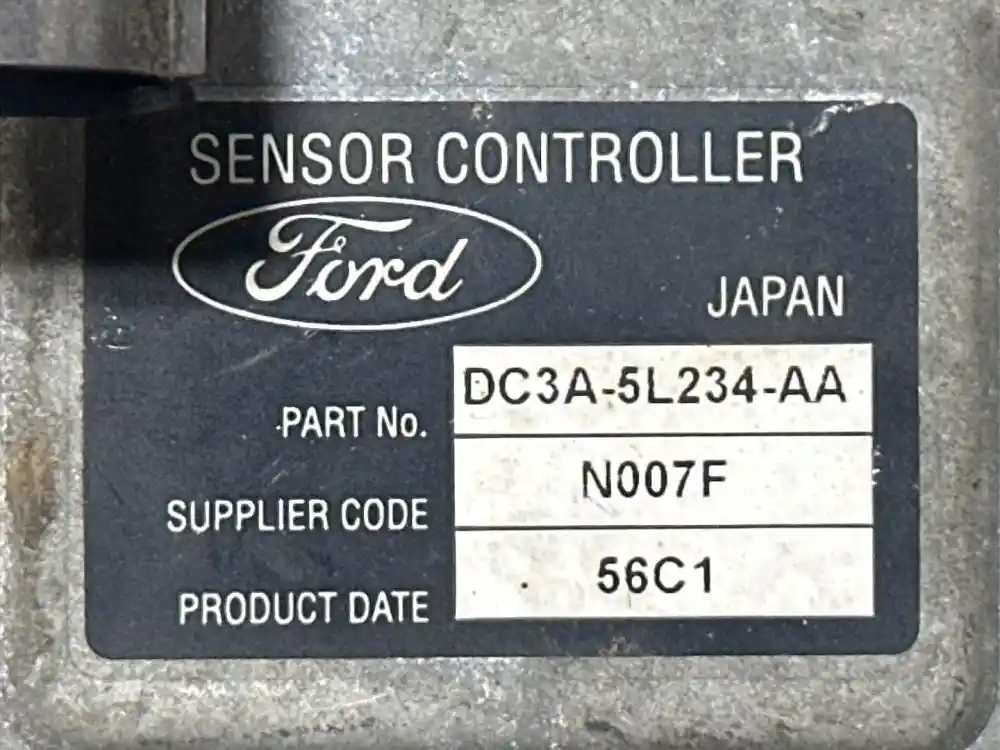 SENSOR CONTROLLER
Ford
JAPAN
PART No. DC3A-5L234-AA
SUPPLIER CODE N007F
PRODUCT DATE 56C1